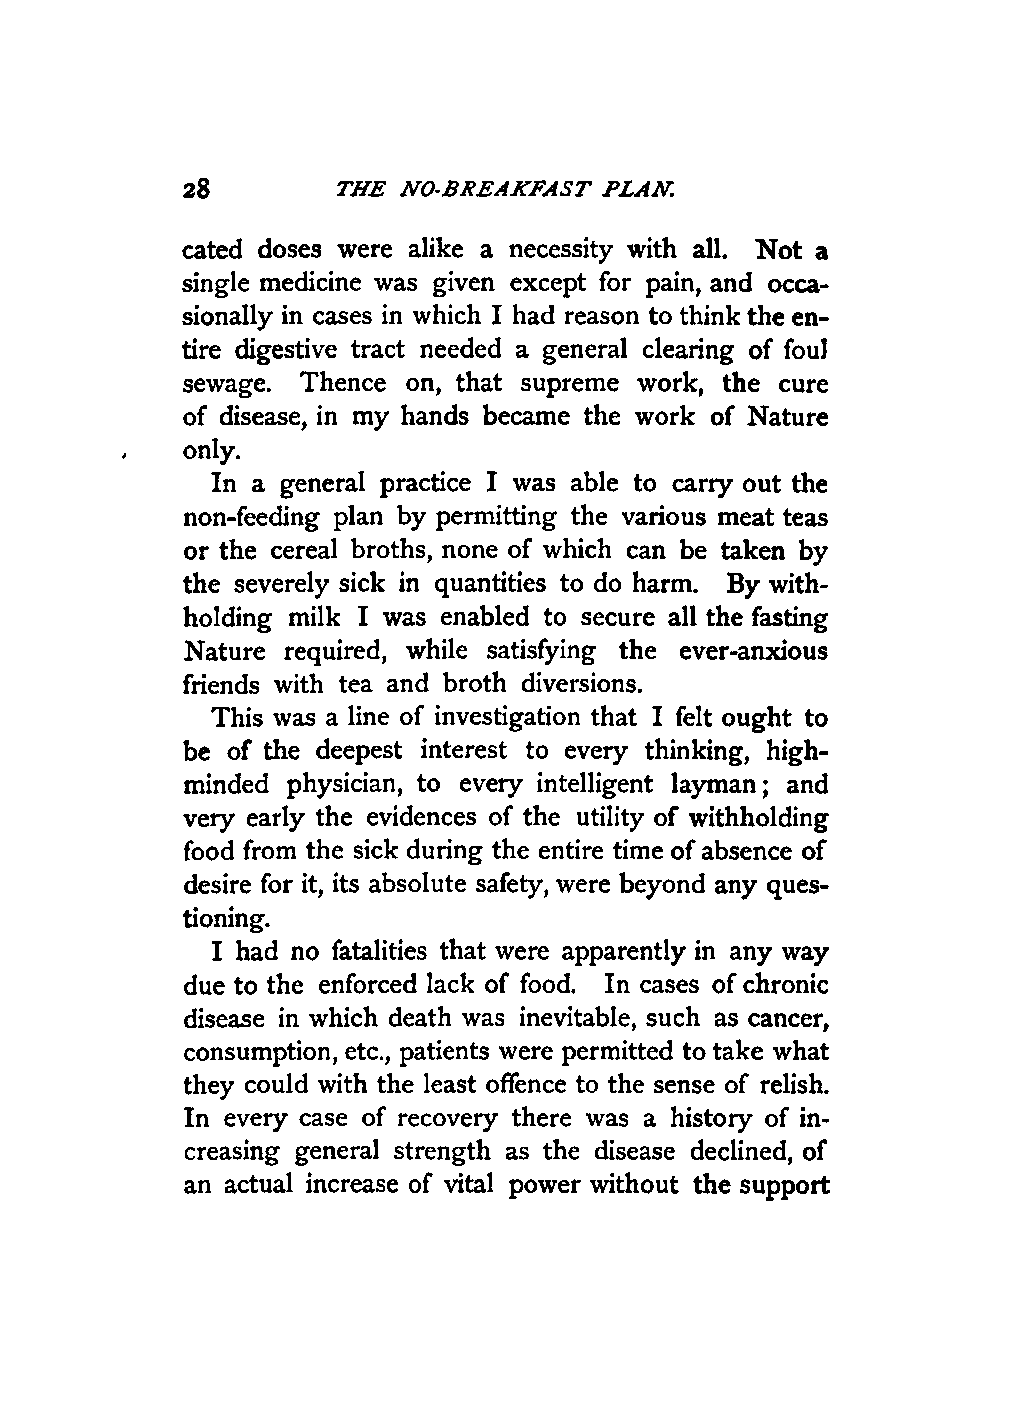 28 THE NO-BREAKFAST PLAN.
cated doses were alike a necessity with all. Not a
single medicine was given except for pain, and occa-
sionally in cases in which I had reason to think the en-
tire digestive tract needed a general clearing of foul
sewage. Thence on, that supreme work, the cure
of disease, in my hands became the work of Nature
only.
In a general practice I was able to carry out the
non-feeding plan by permitting the various meat teas
or the cereal broths, none of which can be taken by
the severely sick in quantities to do harm. By with-
holding milk I was enabled to secure all the fasting
Nature required, while satisfying the ever-anxious
friends with tea and broth diversions.
This was a line of investigation that I felt ought to
be of the deepest interest to every thinking, high-
minded physician, to every intelligent layman; and
very early the evidences of the utility of withholding
food from the sick during the entire time of absence of
desire for it, its absolute safety, were beyond any ques-
tioning.
I had no fatalities that were apparently in any way
due to the enforced lack of food. In cases of chronic
disease in which death was inevitable, such as cancer,
consumption, etc., patients were permitted to take what
they could with the least offence to the sense of relish.
In every case of recovery there was a history of in-
creasing general strength as the disease declined, of
an actual increase of vital power without the support